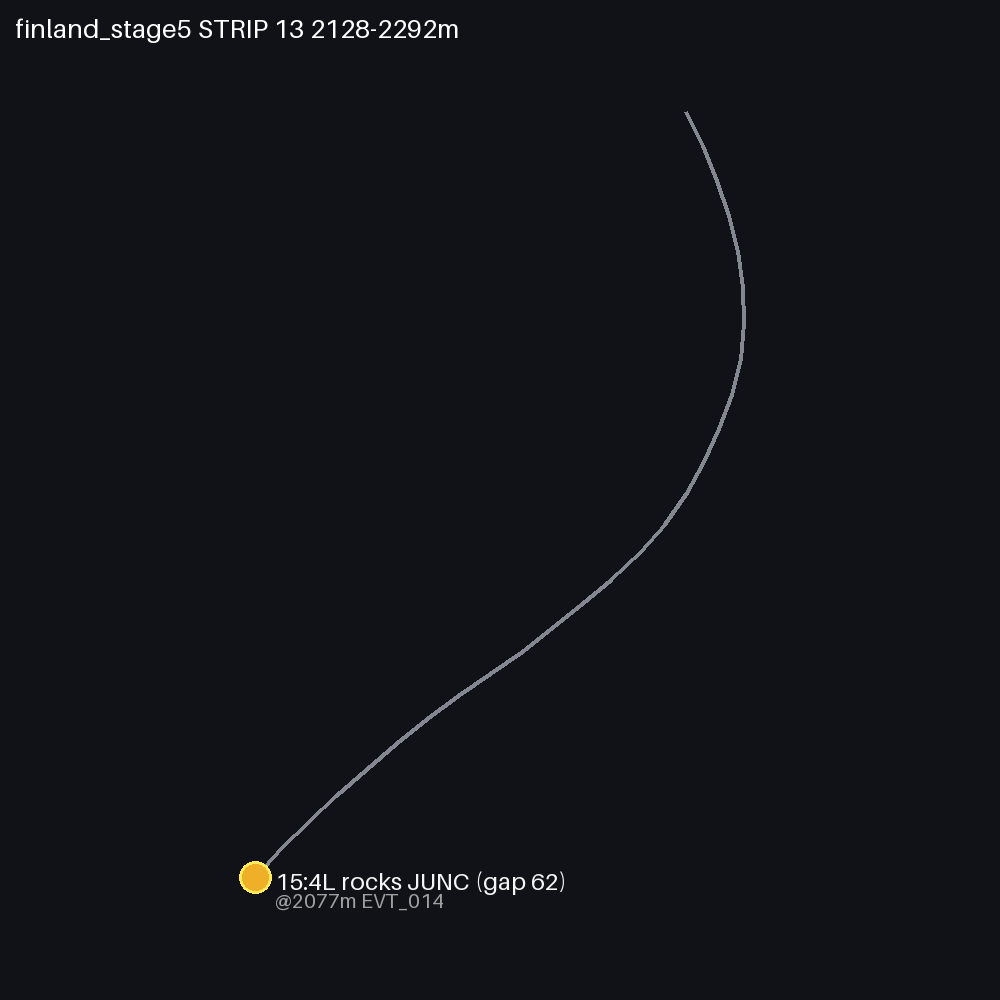 finland_stage5 STRIP 13 2128-2292m
15:4L rocks JUNC (gap 62)
@2077m EVT_014